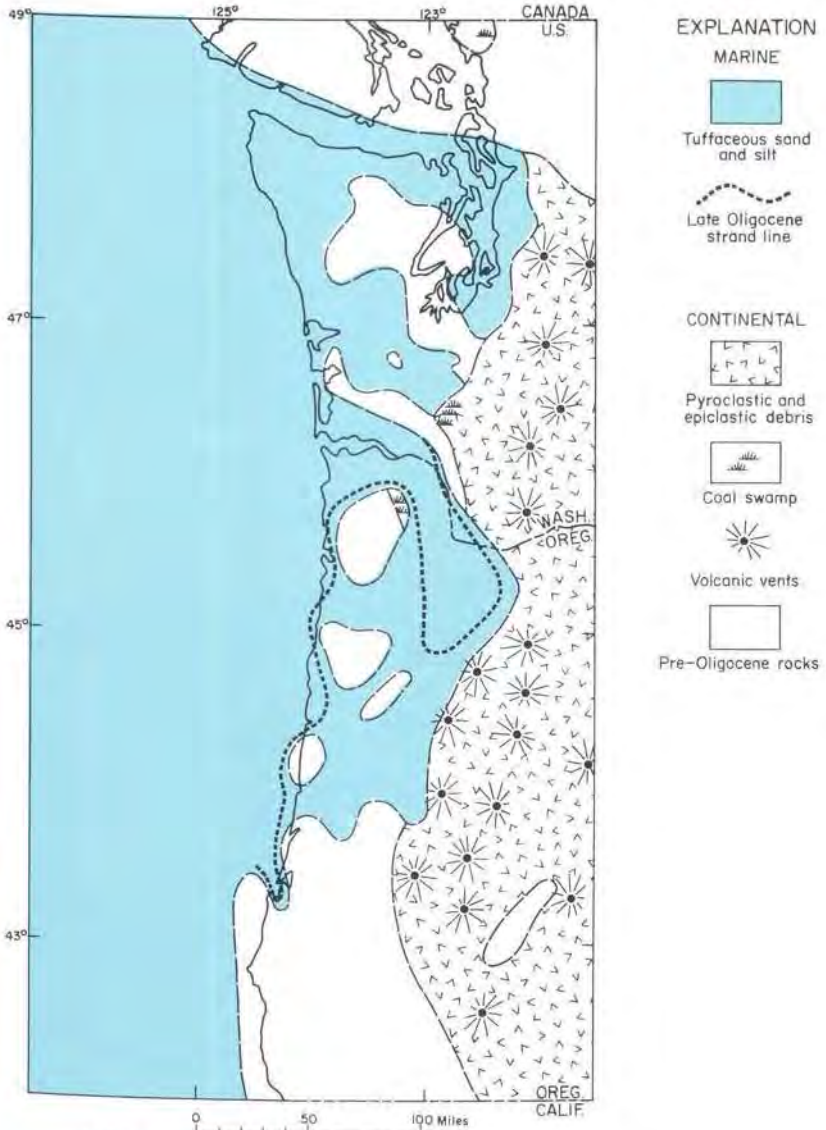 49°
125°
123°
CANADA
U.S.
47°
WASH.
OREG.
45°
43°
OREG.
CALIF.
0 50 100 Miles
EXPLANATION
MARINE
Tuffaceous sand
and silt
Late Oligocene
strand line
CONTINENTAL
Pyroclastic and
epiclastic debris
Coal swamp
Volcanic vents
Pre-Oligocene rocks